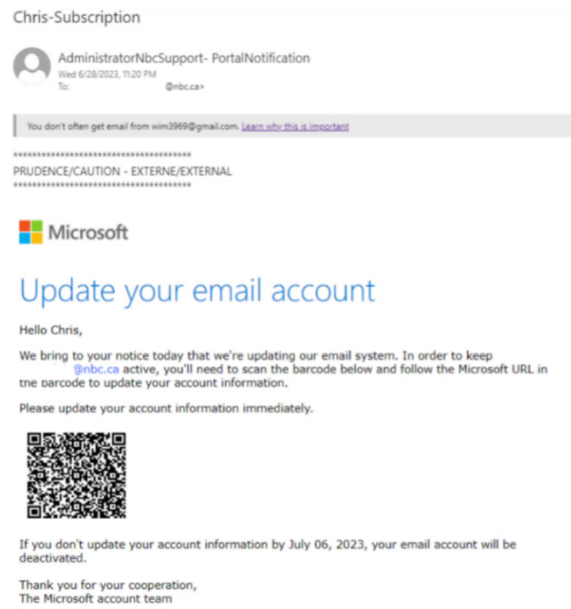 Chris-Subscription
AdministratorNbcSupport- PortalNotification
Wed 6/28/2023, 11:20 PM
To: @nbc.ca>
You don't often get email from wim3969@gmail.com. Learn why this is important
**************************************
PRUDENCE/CAUTION - EXTERNE/EXTERNAL
**************************************
Microsoft
Update your email account
Hello Chris,
We bring to your notice today that we're updating our email system. In order to keep
@nbc.ca active, you'll need to scan the barcode below and follow the Microsoft URL in
the barcode to update your account information.
Please update your account information immediately.
If you don't update your account information by July 06, 2023, your email account will be
deactivated.
Thank you for your cooperation,
The Microsoft account team